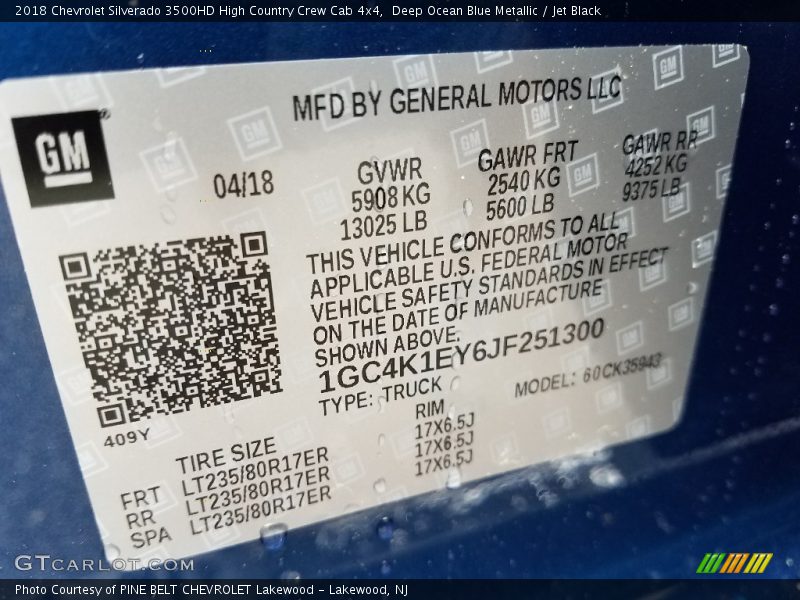 2018 Chevrolet Silverado 3500HD High Country Crew Cab 4x4, Deep Ocean Blue Metallic / Jet Black
MFD BY GENERAL MOTORS LLC
GM
04/18
GVWR
5908 KG
13025 LB
GAWR FRT
2540 KG
5600 LB
GAWR RR
4252 KG
9375 LB
THIS VEHICLE CONFORMS TO ALL
APPLICABLE U.S. FEDERAL MOTOR
VEHICLE SAFETY STANDARDS IN EFFECT
ON THE DATE OF MANUFACTURE
SHOWN ABOVE.
1GC4K1EY6JF251300
TYPE: TRUCK
MODEL: 60CK35943
409Y
TIRE SIZE
RIM
FRT LT235/80R17ER 17X6.5J
RR LT235/80R17ER 17X6.5J
SPA LT235/80R17ER 17X6.5J
GTCARLOT.COM
Photo Courtesy of PINE BELT CHEVROLET Lakewood - Lakewood, NJ